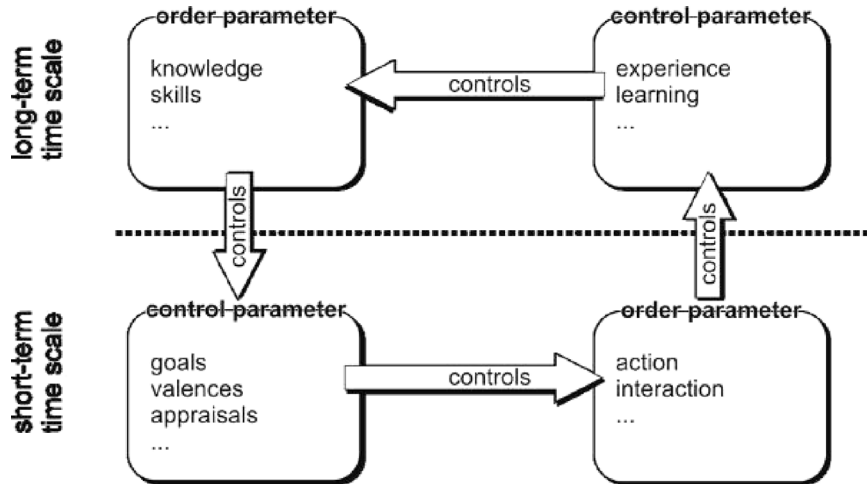 order parameter
control parameter
long-term
time scale
knowledge
skills
...
controls
experience
learning
...
controls
controls
control parameter
order parameter
short-term
time scale
goals
valences
appraisals
...
controls
action
interaction
...